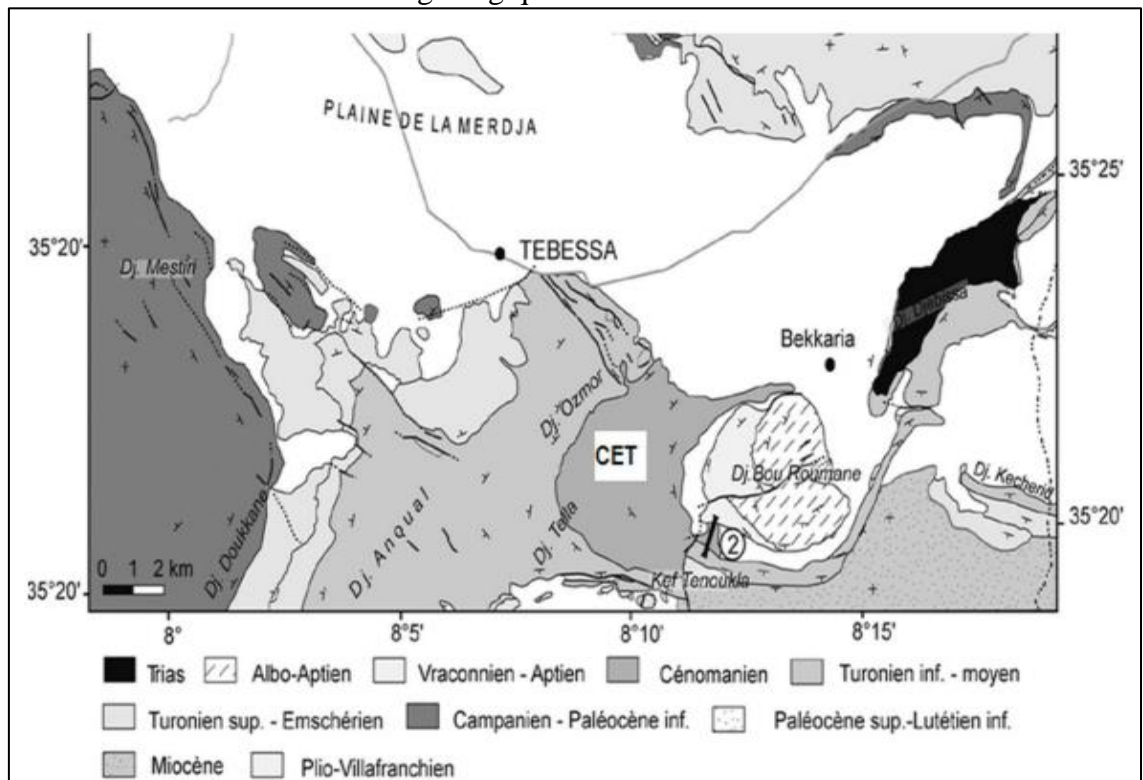 PLAINE DE LA MERDJA
35°25'
35°20'
TEBESSA
Dj. Mestiri
Bekkaria
Dj. Ozmor
CET
Dj. Bou Roumane
Dj. Kecherid
35°20'
Dj. Doukkane
Dj. Anoual
Dj. Tella
2
Kef Tenoukla
0 1 2 km
35°20'
8° 8°5' 8°10' 8°15'
Trias Albo-Aptien Vraconnien - Aptien Cénomanien Turonien inf. - moyen
Turonien sup. - Emschérien Campanien - Paléocène inf. Paléocène sup.-Lutétien inf.
Miocène Plio-Villafranchien